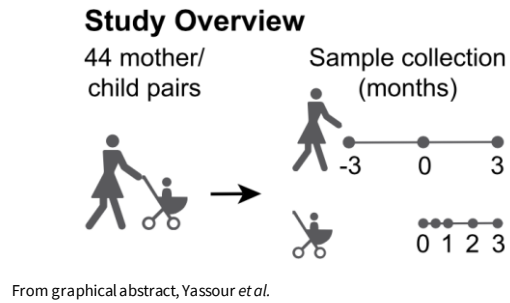 Study Overview
44 mother/
child pairs
Sample collection
(months)
-3 0 3
0 1 2 3
From graphical abstract, Yassour et al.